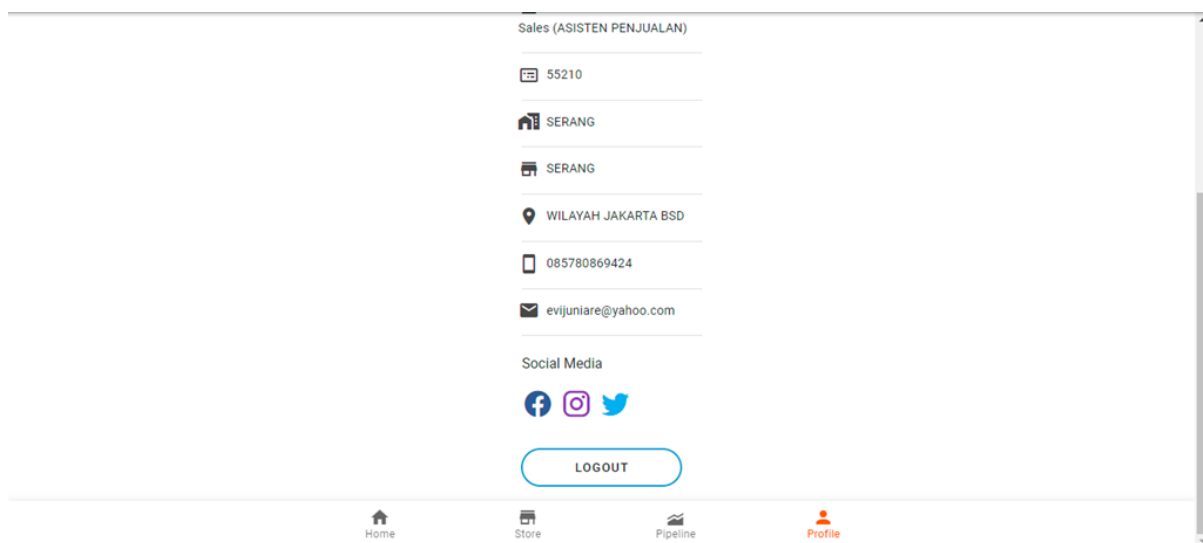 Sales (ASISTEN PENJUALAN)
55210
SERANG
SERANG
WILAYAH JAKARTA BSD
085780869424
evijuniare@yahoo.com
Social Media
LOGOUT
Home
Store
Pipeline
Profile